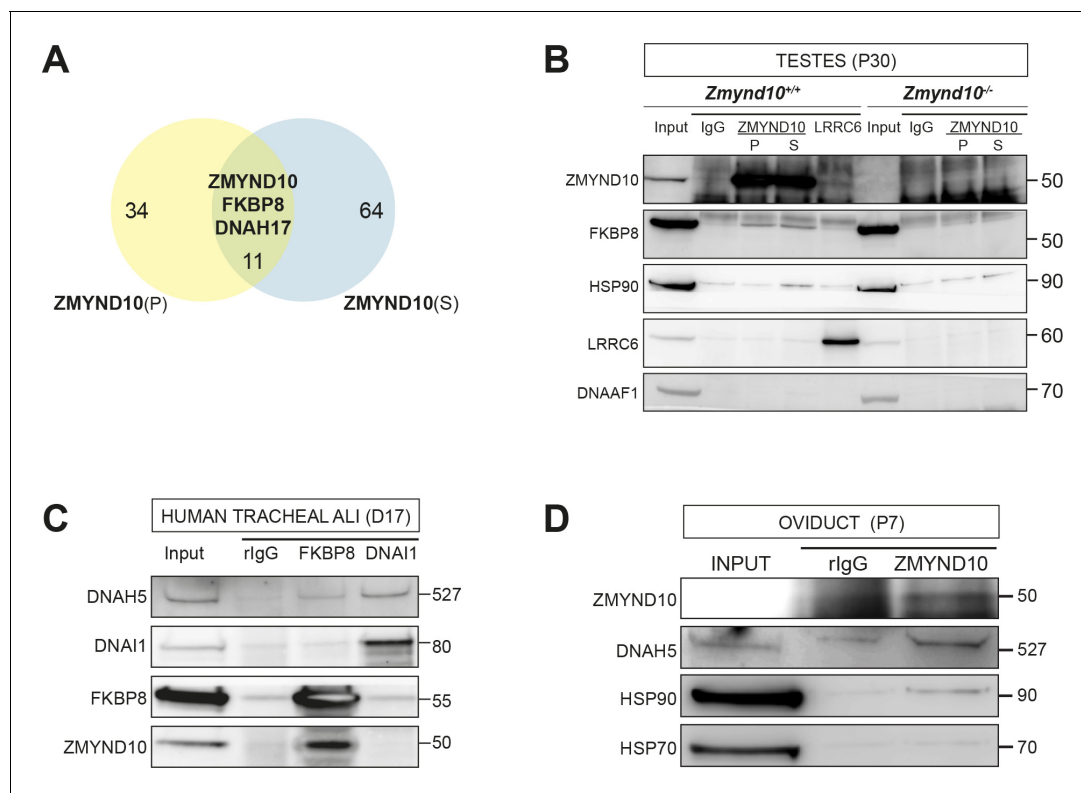 A
ZMYND10
FKBP8
DNAH17
34
64
11
ZMYND10(P)
ZMYND10(S)
B
TESTES (P30)
Zmynd10+/+ Zmynd10-/-
Input IgG ZMYND10 LRRC6 Input IgG ZMYND10
P S P S
ZMYND10 50
FKBP8 50
HSP90 90
LRRC6 60
DNAAF1 70
C
HUMAN TRACHEAL ALI (D17)
Input rIgG FKBP8 DNAI1
DNAH5 527
DNAI1 80
FKBP8 55
ZMYND10 50
D
OVIDUCT (P7)
INPUT rIgG ZMYND10
ZMYND10 50
DNAH5 527
HSP90 90
HSP70 70